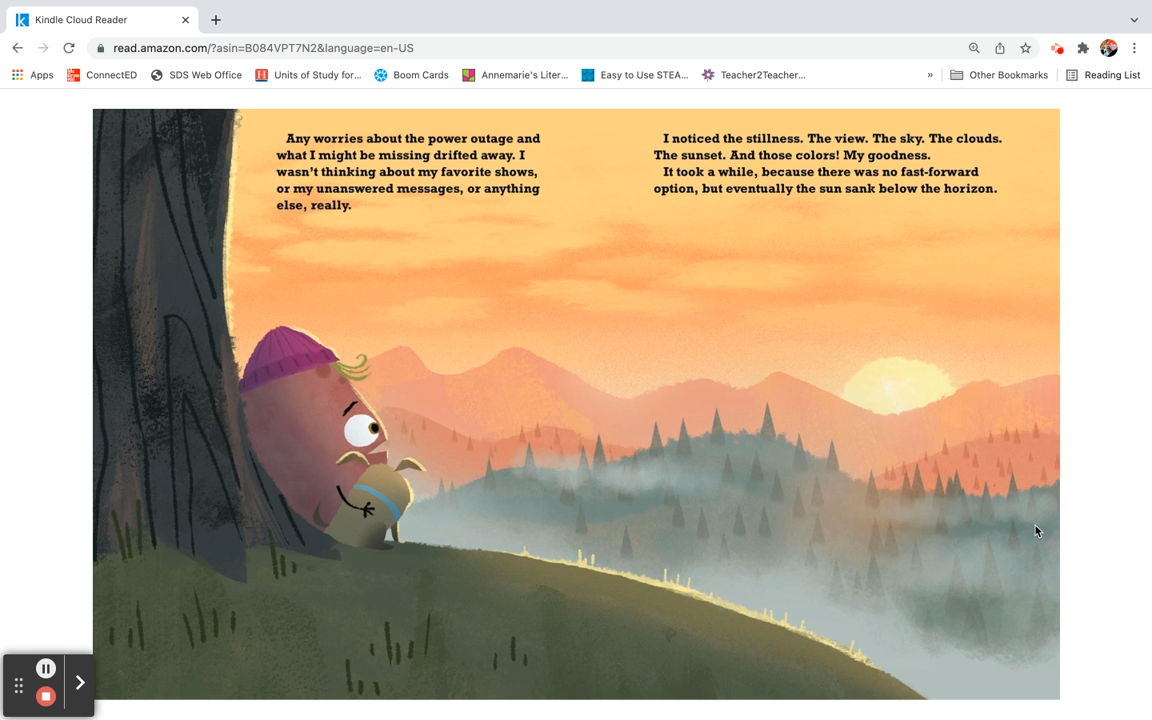 Kindle Cloud Reader
read.amazon.com/?asin=B084VPT7N2&language=en-US
Apps
ConnectED
SDS Web Office
Units of Study for...
Boom Cards
Annemarie's Liter...
Easy to Use STEA...
Teacher2Teacher...
»
Other Bookmarks
Reading List
Any worries about the power outage and
what I might be missing drifted away. I
wasn't thinking about my favorite shows,
or my unanswered messages, or anything
else, really.
I noticed the stillness. The view. The sky. The clouds.
The sunset. And those colors! My goodness.
It took a while, because there was no fast-forward
option, but eventually the sun sank below the horizon.